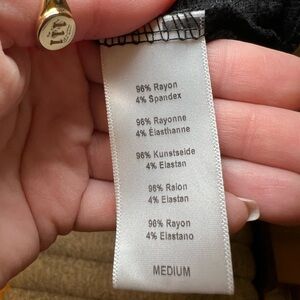 96% Rayon
4% Spandex
96% Rayonne
4% Élasthanne
96% Kunstseide
4% Elastan
96% Raion
4% Elastan
96% Rayon
4% Elastano
MEDIUM